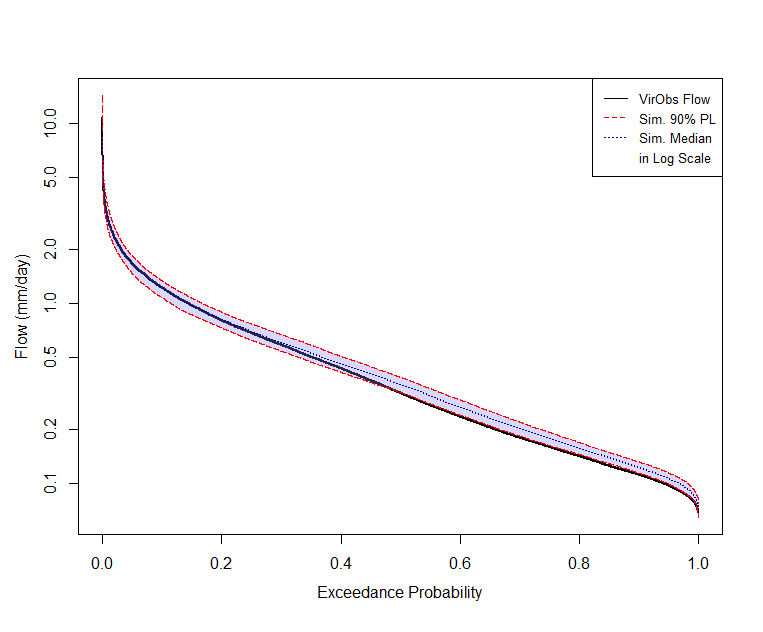 VirObs Flow
Sim. 90% PL
Sim. Median
in Log Scale
10.0
5.0
2.0
1.0
0.5
0.2
0.1
Flow (mm/day)
0.0 0.2 0.4 0.6 0.8 1.0
Exceedance Probability